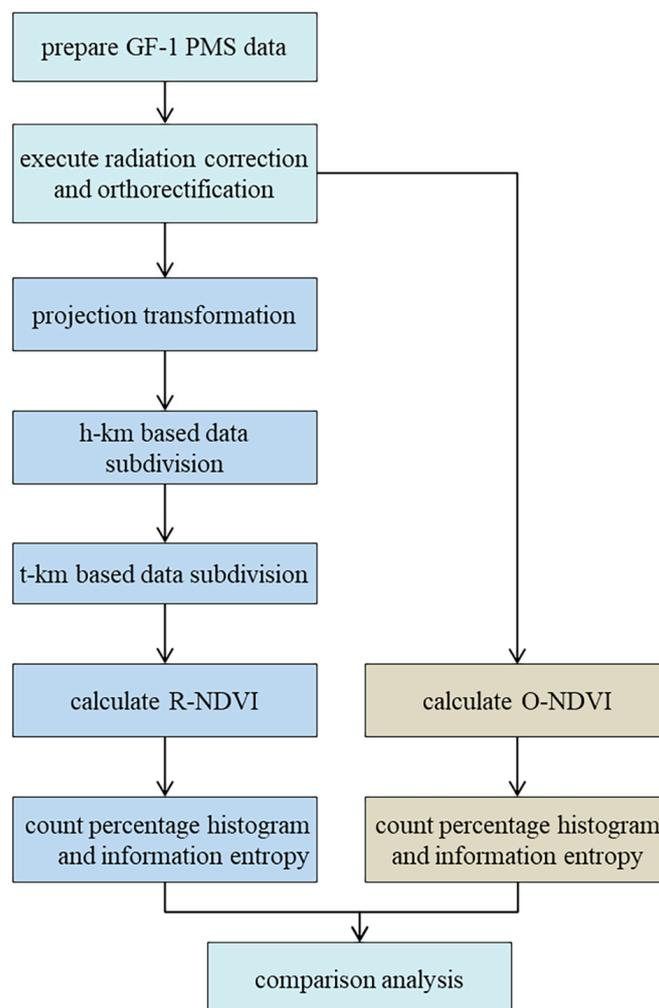 prepare GF-1 PMS data
execute radiation correction
and orthorectification
projection transformation
h-km based data
subdivision
t-km based data subdivision
calculate R-NDVI
calculate O-NDVI
count percentage histogram
and information entropy
count percentage histogram
and information entropy
comparison analysis